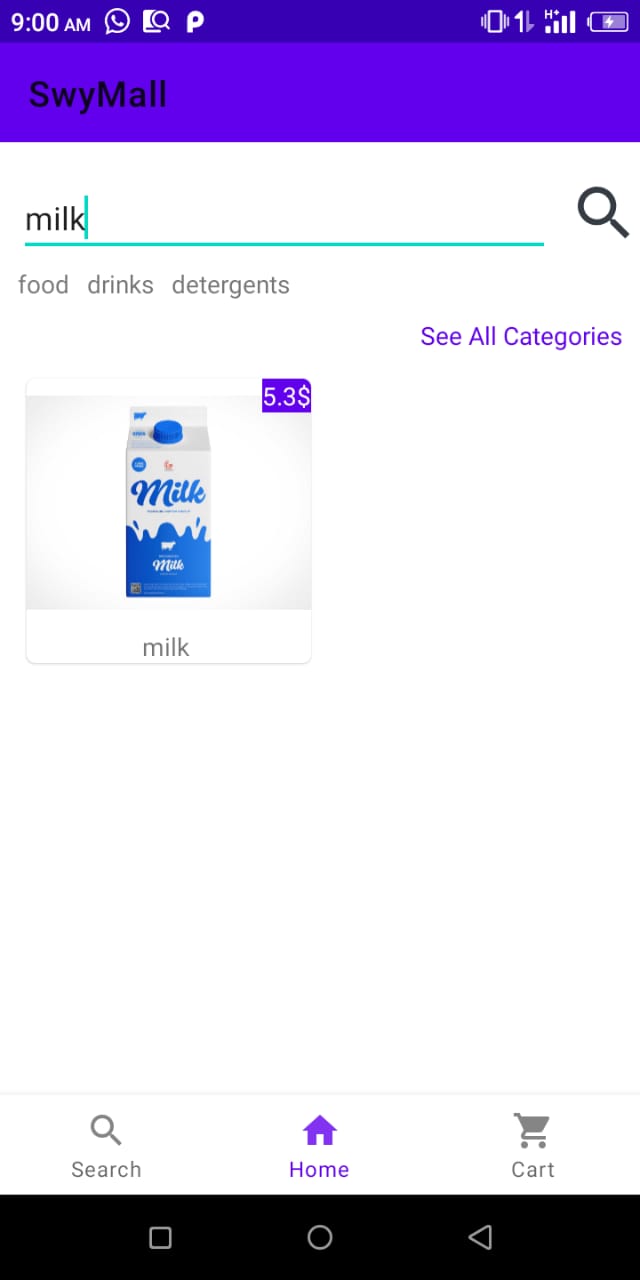 9:00 AM
H+
SwyMall
milk
food drinks detergents
See All Categories
5.3$
Milk
Milk
milk
Search Home Cart